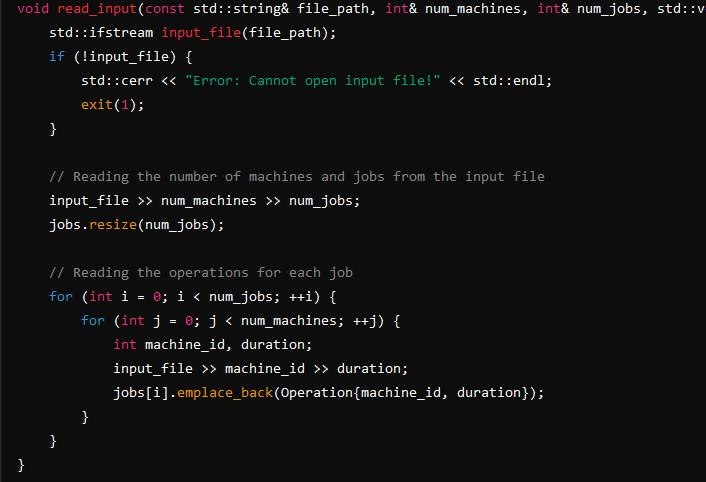 void read_input(const std::string& file_path, int& num_machines, int& num_jobs, std::v
    std::ifstream input_file(file_path);
    if (!input_file) {
        std::cerr << "Error: Cannot open input file!" << std::endl;
        exit(1);
    }

    // Reading the number of machines and jobs from the input file
    input_file >> num_machines >> num_jobs;
    jobs.resize(num_jobs);

    // Reading the operations for each job
    for (int i = 0; i < num_jobs; ++i) {
        for (int j = 0; j < num_machines; ++j) {
            int machine_id, duration;
            input_file >> machine_id >> duration;
            jobs[i].emplace_back(Operation{machine_id, duration});
        }
    }
}